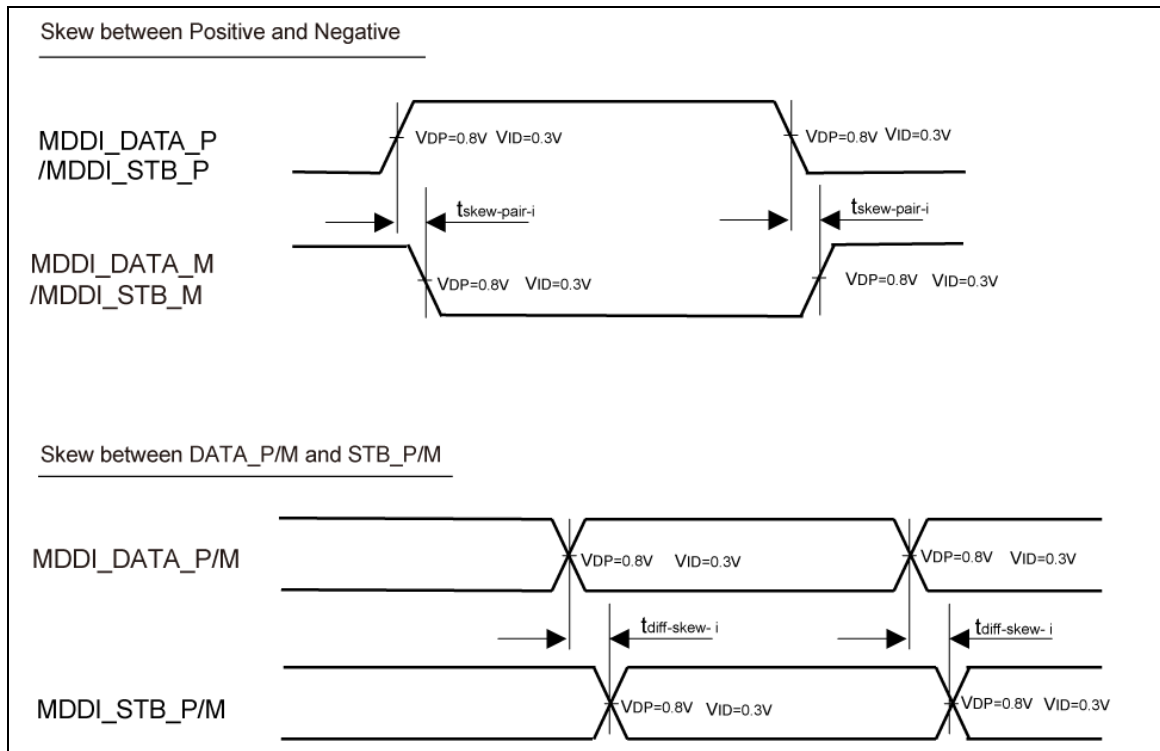 Skew between Positive and Negative
MDDI_DATA_P
/MDDI_STB_P
VDP=0.8V VID=0.3V
VDP=0.8V VID=0.3V
tskew-pair-i
tskew-pair-i
MDDI_DATA_M
/MDDI_STB_M
VDP=0.8V VID=0.3V
VDP=0.8V VID=0.3V
Skew between DATA_P/M and STB_P/M
MDDI_DATA_P/M
VDP=0.8V VID=0.3V
VDP=0.8V VID=0.3V
tdiff-skew- i
tdiff-skew- i
MDDI_STB_P/M
VDP=0.8V VID=0.3V
VDP=0.8V VID=0.3V